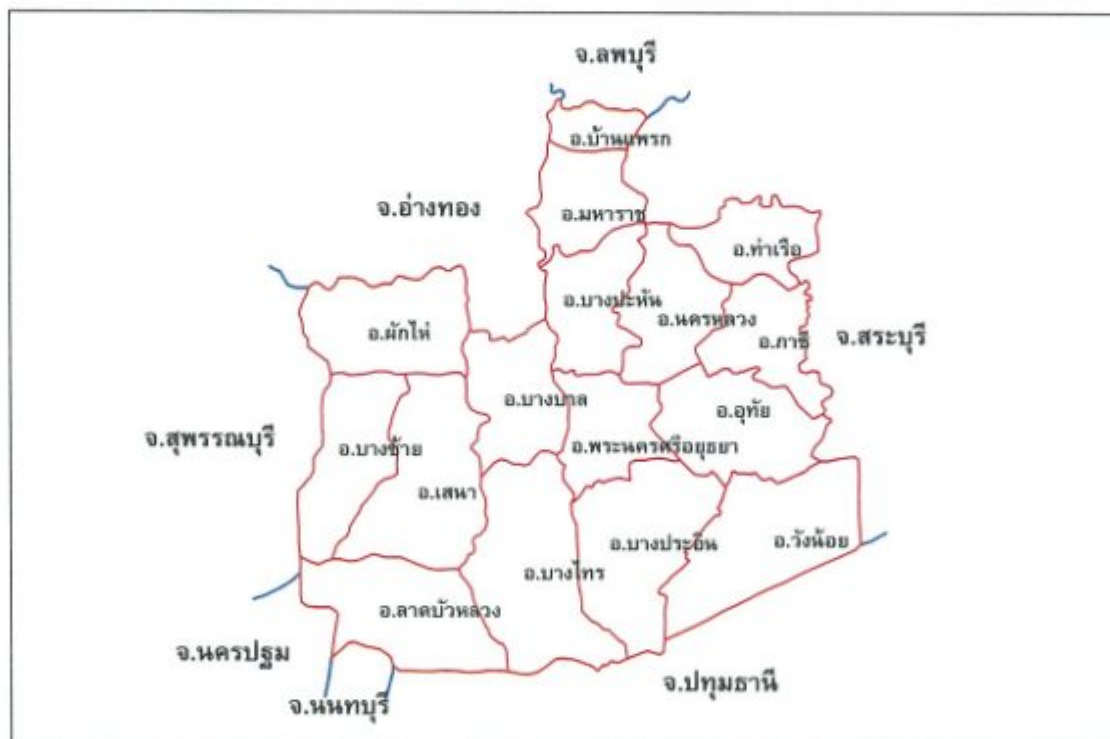 จ.ลพบุรี
อ.บ้านแพรก
จ.อ่างทอง
อ.มหาราช
อ.ท่าเรือ
อ.บางปะหัน
อ.นครหลวง
อ.ผักไห่
อ.ภาชี
จ.สระบุรี
อ.บางบาล
อ.อุทัย
จ.สุพรรณบุรี
อ.บางซ้าย
อ.พระนครศรีอยุธยา
อ.เสนา
อ.บางประอิน
อ.วังน้อย
อ.บางไทร
อ.ลาดบัวหลวง
จ.นครปฐม
จ.ปทุมธานี
จ.นนทบุรี